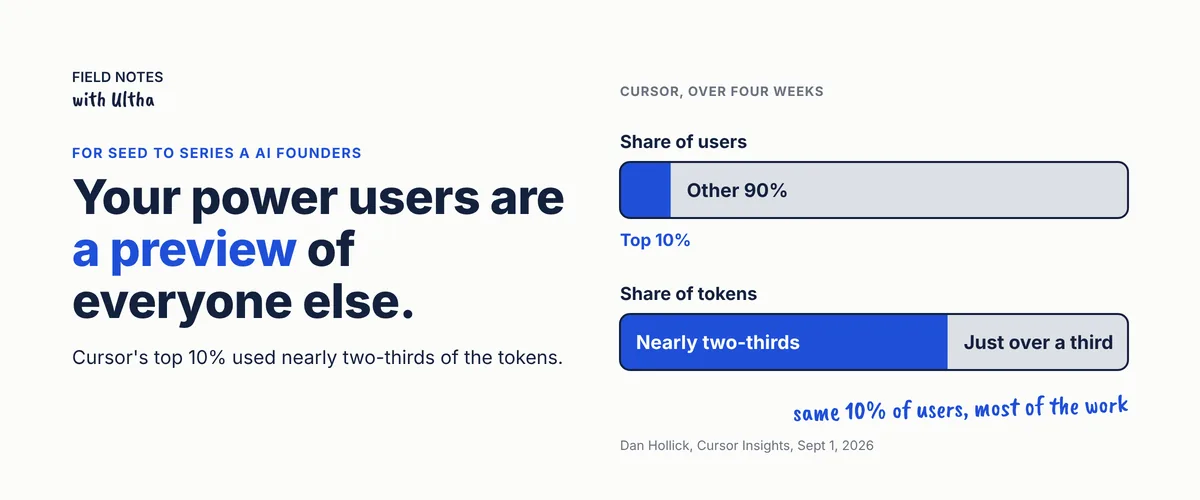 FIELD NOTES
with Ultha
FOR SEED TO SERIES A AI FOUNDERS
Your power users are
a preview of
everyone else.
Cursor's top 10% used nearly two-thirds of the tokens.
CURSOR, OVER FOUR WEEKS
Share of users
Other 90%
Top 10%
Share of tokens
Nearly two-thirds
Just over a third
same 10% of users, most of the work
Dan Hollick, Cursor Insights, Sept 1, 2026